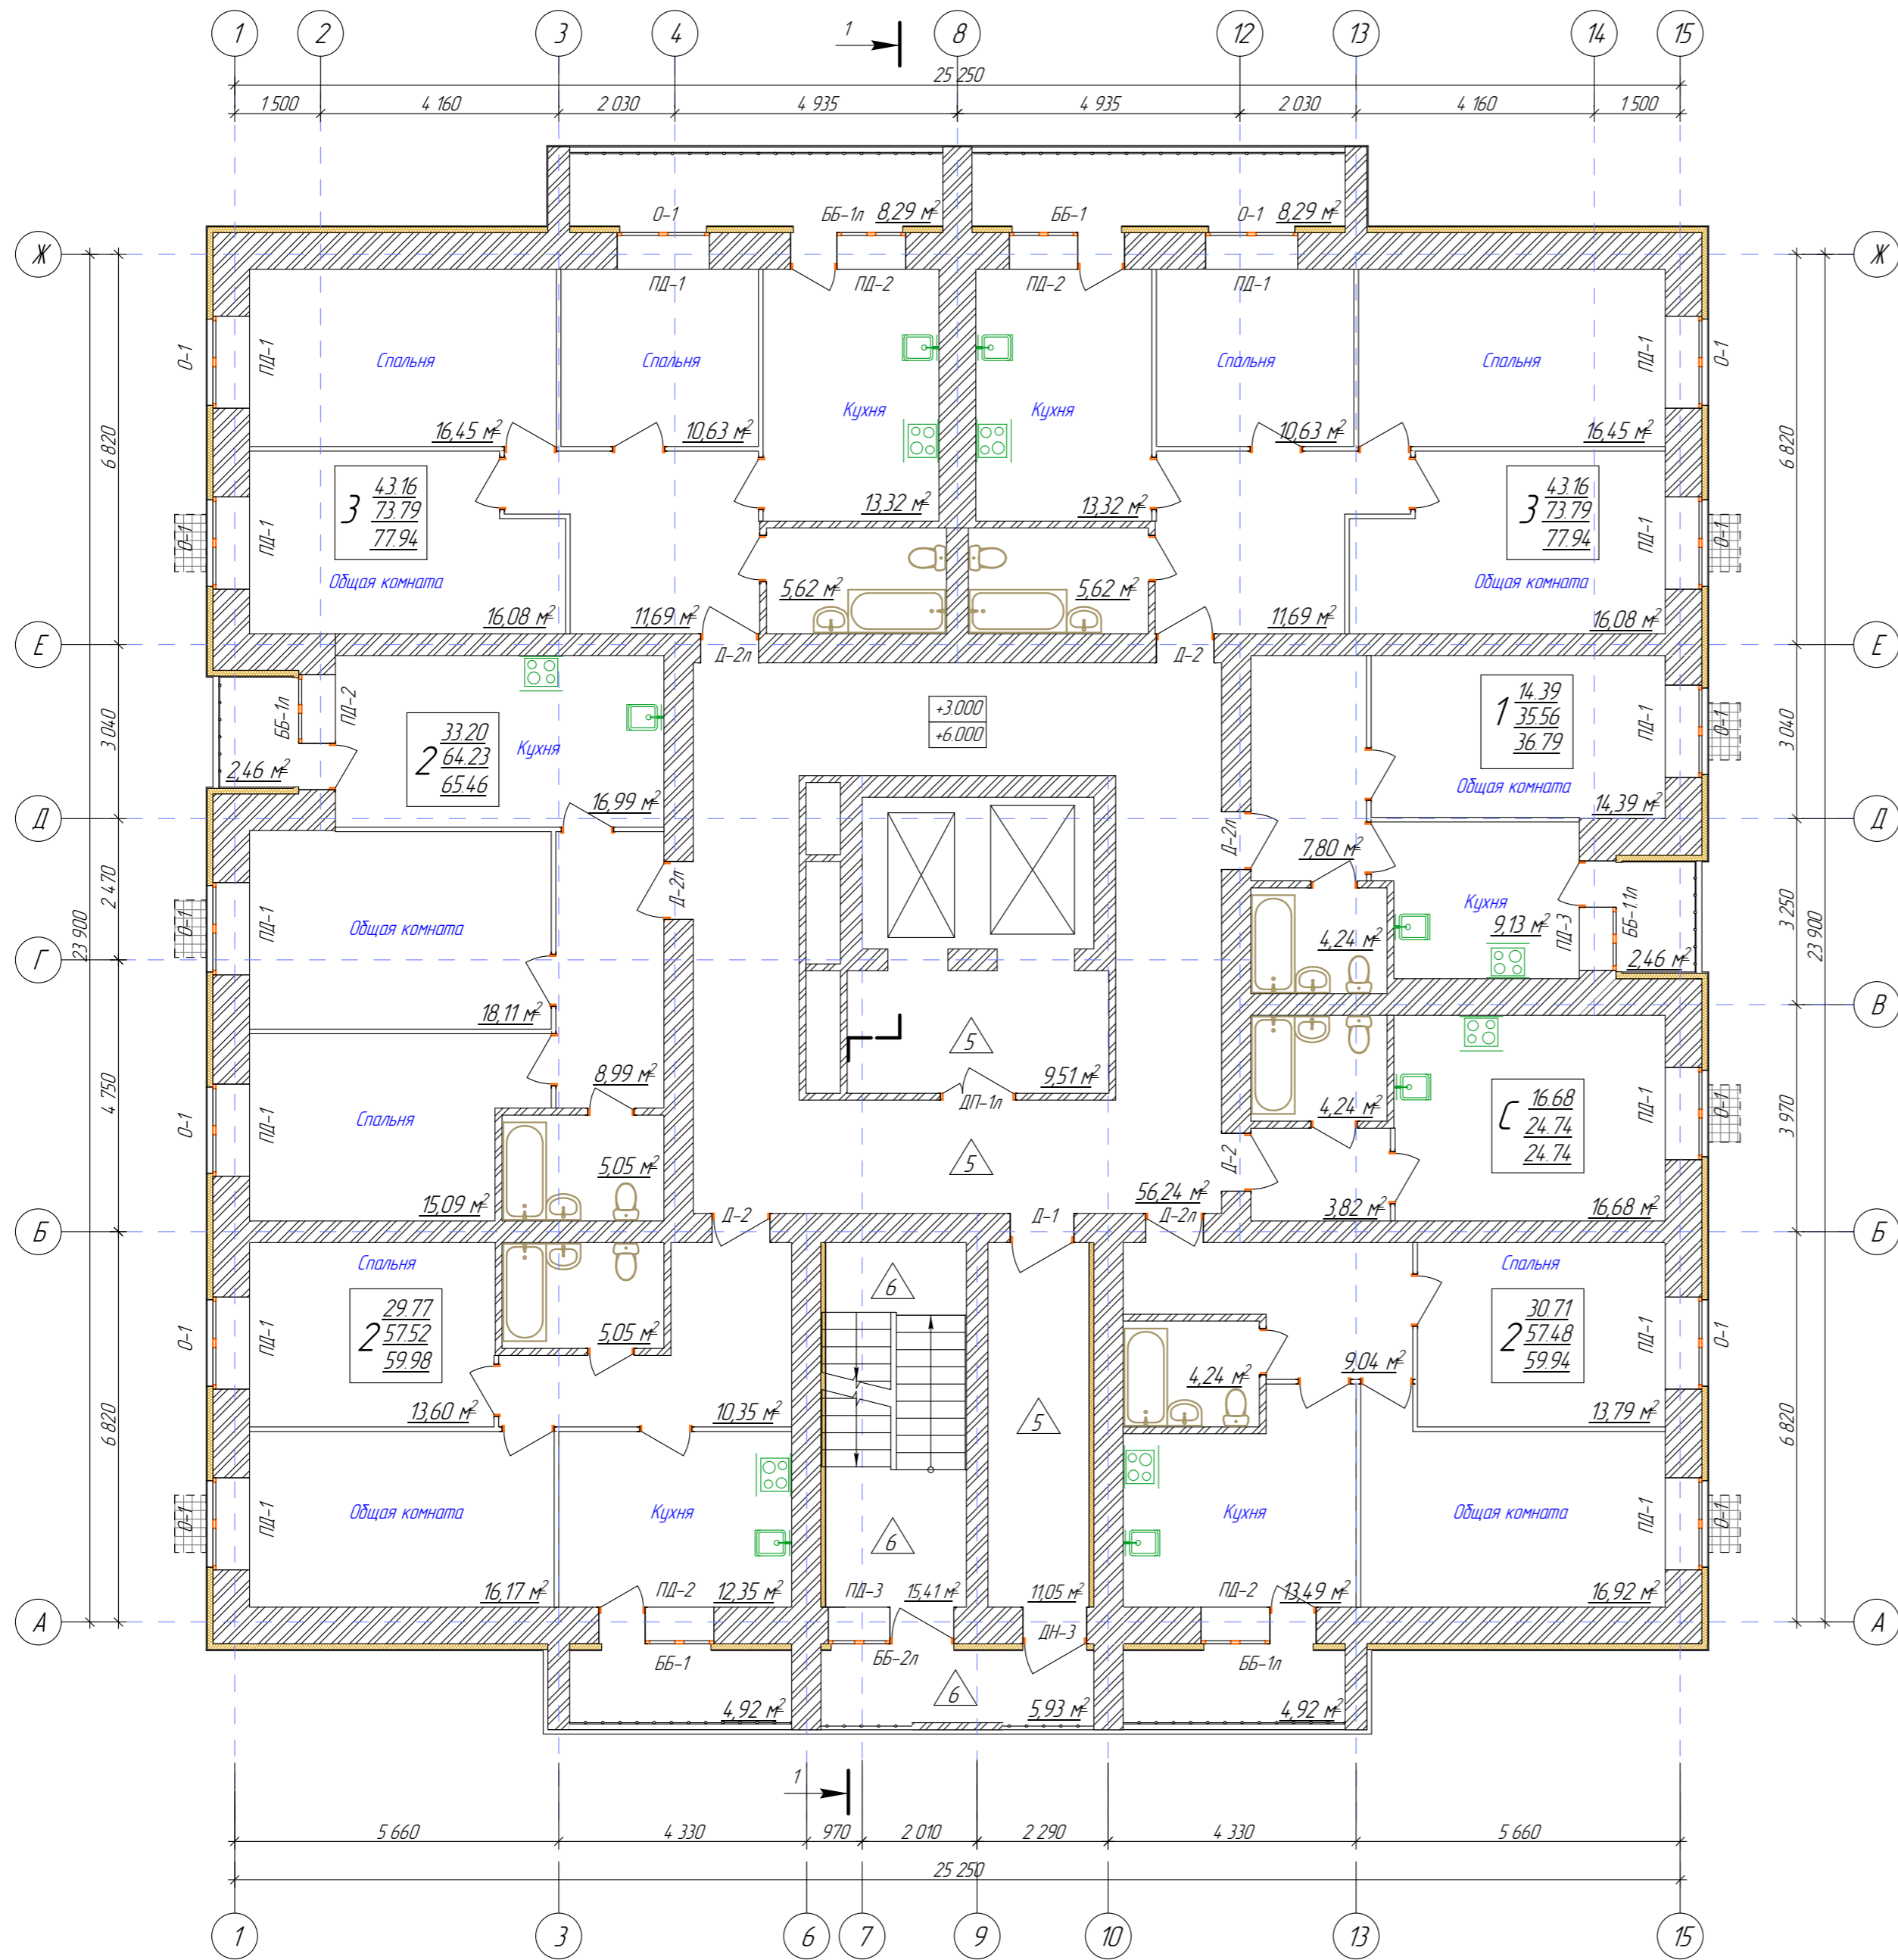 1 2 3 4 8 12 13 14 15
1
25 250
1 500 4 160 2 030 4 935 4 935 2 030 4 160 1 500
О-1 ББ-1л 8,29 м² ББ-1 О-1 8,29 м²
Ж Ж
ПД-1 ПД-2 ПД-2 ПД-1
О-1 ПД-1 Спальня Спальня Спальня Спальня ПД-1 О-1
Кухня Кухня
16,45 м² 10,63 м² 10,63 м² 16,45 м²
6 820 6 820
3 43.16 73.79 77.94
13,32 м² 13,32 м²
3 43.16 73.79 77.94
О-1 ПД-1 ПД-1 О-1
Общая комната 5,62 м² 5,62 м² Общая комната
16,08 м² 11,69 м² 11,69 м² 16,08 м²
Е Е
Д-2л Д-2
ББ-1л ПД-2
+3.000
+6.000
2 33.20 64.23 65.46
Кухня
1 14.39 35.56 36.79
ПД-1 О-1
3 040 3 040
2,46 м² 16,99 м² Общая комната 14,39 м²
Д Д
Д-2л 7,80 м²
2 470 Д-2л 3 250
23 900 23 900
О-1 ПД-1 Общая комната Кухня 9,13 м² ПД-3 ББ-1.1л
4,24 м² 2,46 м²
Г
В
18,11 м²
5
8,99 м² 9,51 м²
ДП-1л
4 750 3 970
О-1 ПД-1 Спальня
4,24 м²
С 16.68 24.74 24.74
ПД-1 О-1
5,05 м² 5 Д-2
15,09 м² Д-2 56,24 м² Д-1 Д-2л 3,82 м² 16,68 м²
Б Б
Спальня 6 Спальня
2 29.77 57.52 59.98
О-1 ПД-1
5,05 м²
9,04 м²
4,24 м²
2 30.71 57.48 59.94
ПД-1 О-1
13,60 м² 10,35 м² 5 13,79 м²
6 820 6 820
О-1 ПД-1 Общая комната Кухня Кухня Общая комната ПД-1 О-1
6
16,17 м² ПД-2 12,35 м² ПД-3 15.41 м² 11.05 м² ПД-2 13,49 м² 16,92 м²
А А
ББ-1 ББ-2л ДН-3 ББ-1л
4,92 м² 6 5,93 м² 4,92 м²
1
5 660 4 330 970 2 010 2 290 4 330 5 660
25 250
1 3 6 7 9 10 13 15